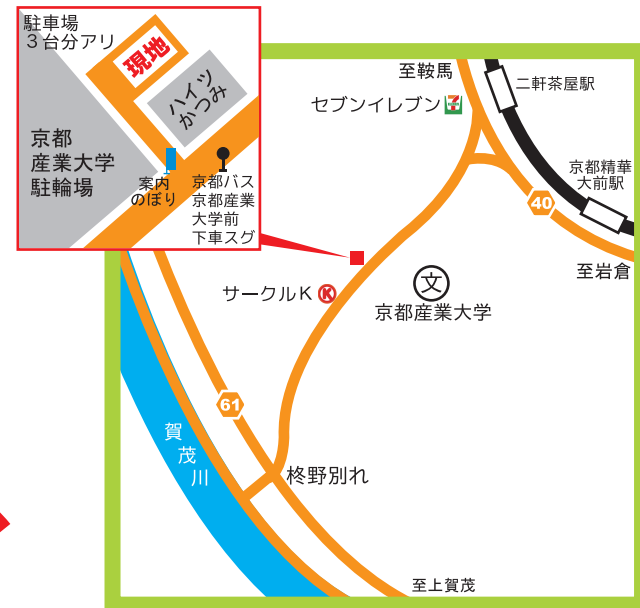 駐車場
３台分アリ
現地
ハイツ
かつみ
京都
産業大学
駐輪場
案内
のぼり
京都バス
京都産業
大学前
下車スグ
至鞍馬
二軒茶屋駅
セブンイレブン
京都精華
大前駅
40
至岩倉
サークルＫ
K
文
京都産業大学
61
賀茂川
柊野別れ
至上賀茂